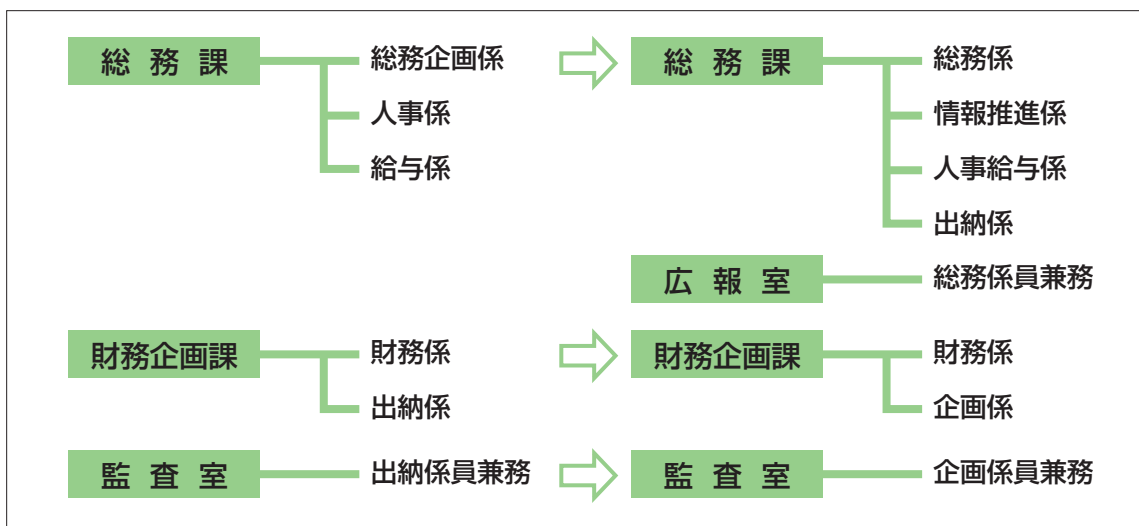 総務課 総務企画係 総務課 総務係
人事係 情報推進係
給与係 人事給与係
出納係
広報室 総務係員兼務
財務企画課 財務係 財務企画課 財務係
出納係 企画係
監査室 出納係員兼務 監査室 企画係員兼務